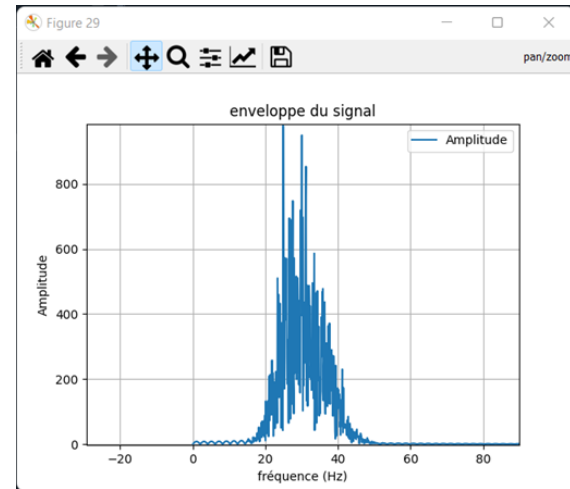 Figure 29
pan/zoom
enveloppe du signal
Amplitude
800
600
400
200
0
Amplitude
−20
0
20
40
60
80
fréquence (Hz)